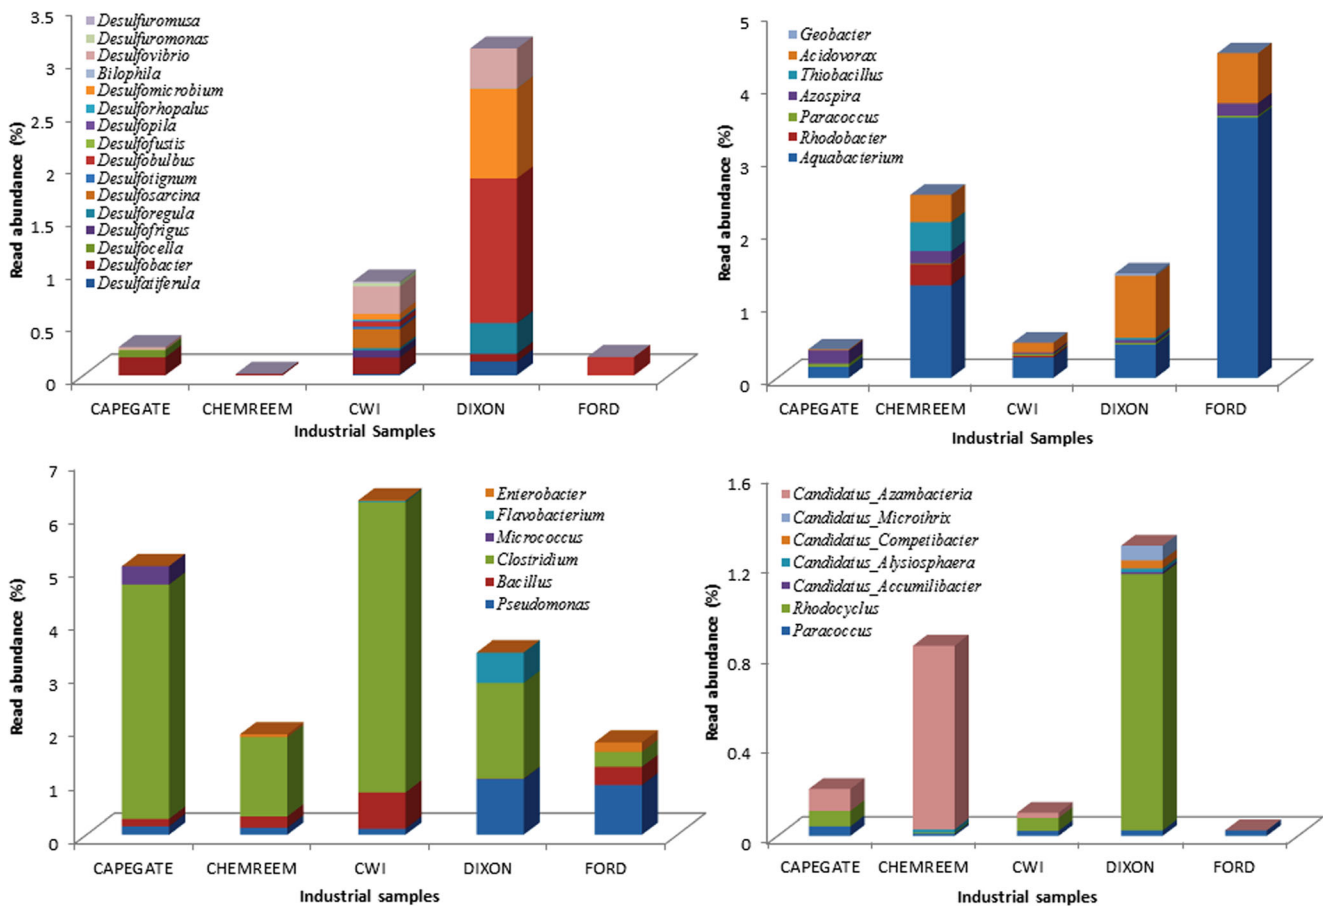 3.5
3
2.5
2
1.5
1
0.5
0
Read abundance (%)
Desulfuromusa
Desulfuromonas
Desulfovibrio
Bilophila
Desulfomicrobium
Desulforhopalus
Desulfopila
Desulfofustis
Desulfobulbus
Desulfotignum
Desulfosarcina
Desulforegula
Desulfofrigus
Desulfocella
Desulfobacter
Desulfatiferula
CAPEGATE CHEMREEM CWI DIXON FORD
Industrial Samples
5
4
3
2
1
0
Read abundance (%)
Geobacter
Acidovorax
Thiobacillus
Azospira
Paracoccus
Rhodobacter
Aquabacterium
CAPEGATE CHEMREEM CWI DIXON FORD
Industrial Samples
7
6
5
4
3
2
1
0
Read abundance (%)
Enterobacter
Flavobacterium
Micrococcus
Clostridium
Bacillus
Pseudomonas
CAPEGATE CHEMREEM CWI DIXON FORD
Industrial samples
1.6
1.2
0.8
0.4
0
Read abundance (%)
Candidatus_Azambacteria
Candidatus_Microthrix
Candidatus_Competibacter
Candidatus_Alysiosphaera
Candidatus_Accumilibacter
Rhodocyclus
Paracoccus
CAPEGATE CHEMREEM CWI DIXON FORD
Industrial samples